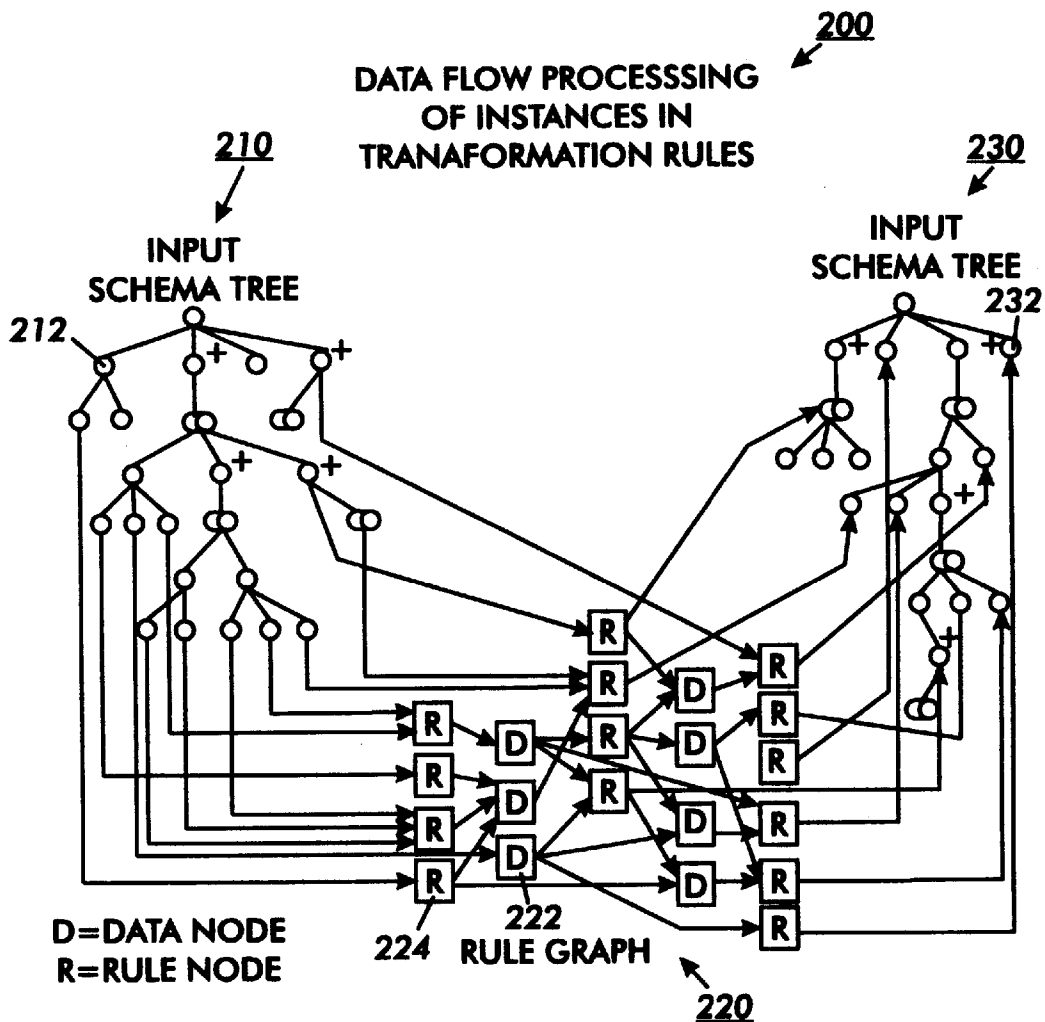 200
DATA FLOW PROCESSSING
OF INSTANCES IN
TRANAFORMATION RULES
210
230
INPUT
SCHEMA TREE
INPUT
SCHEMA TREE
212
232
+
+
+
+
+
+
+
+
R
R
D
R
R
D
R
R
D
R
R
D
R
R
D
R
D
R
D
R
R
D
R
222
224
D=DATA NODE
R=RULE NODE
RULE GRAPH
220